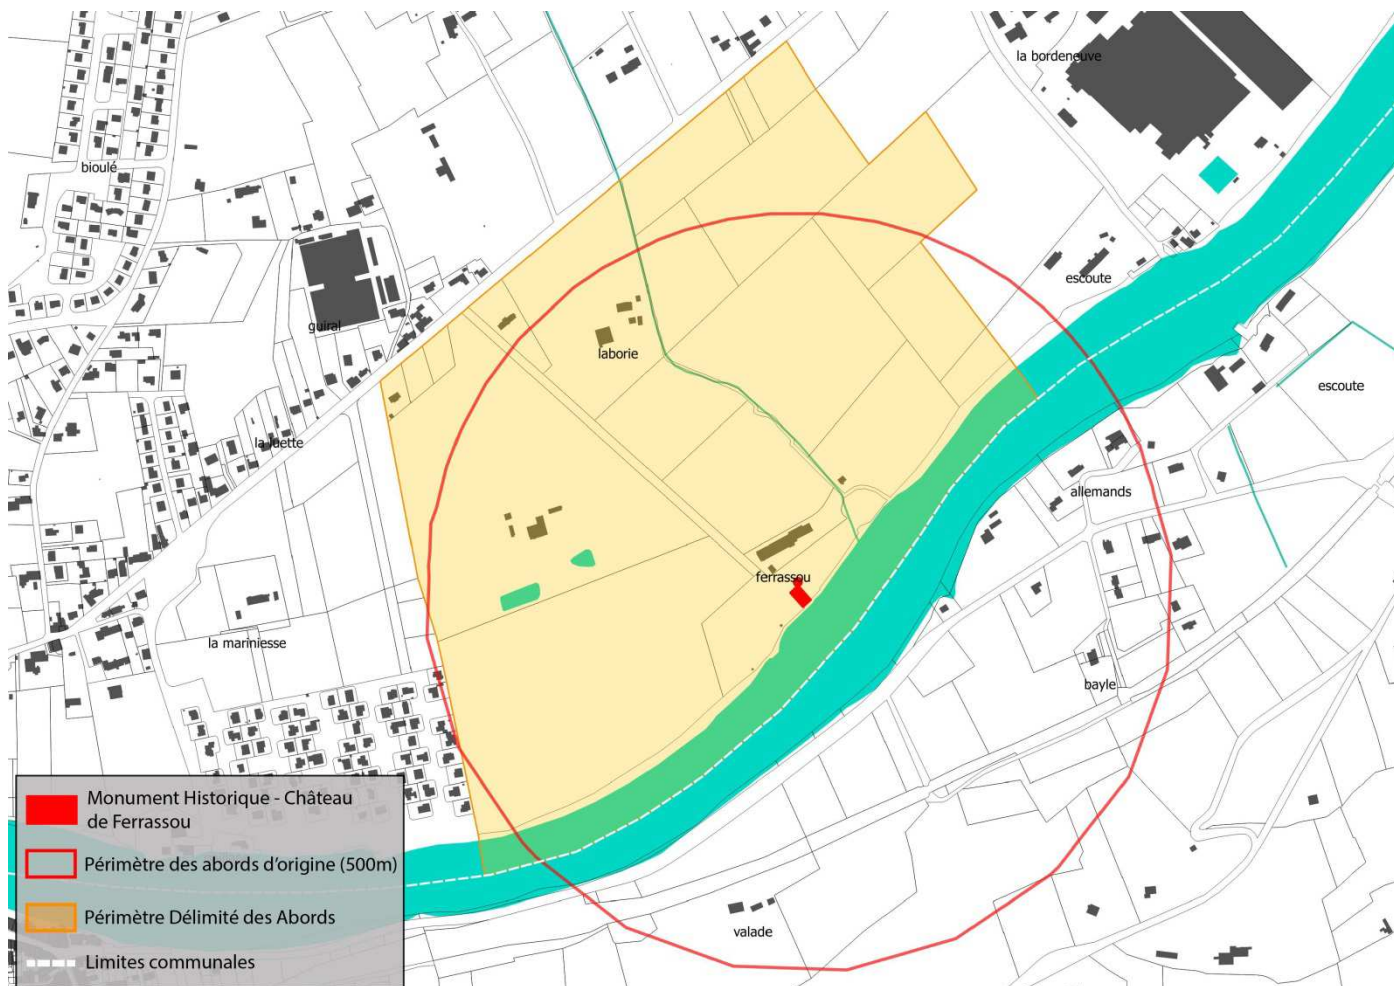 la bordeneuve
bioulé
escoute
guiral
laborie
escoute
la luette
allemands
ferrassou
la mariniesse
bayle
valade
Monument Historique - Château
de Ferrassou
Périmètre des abords d'origine (500m)
Périmètre Délimité des Abords
Limites communales